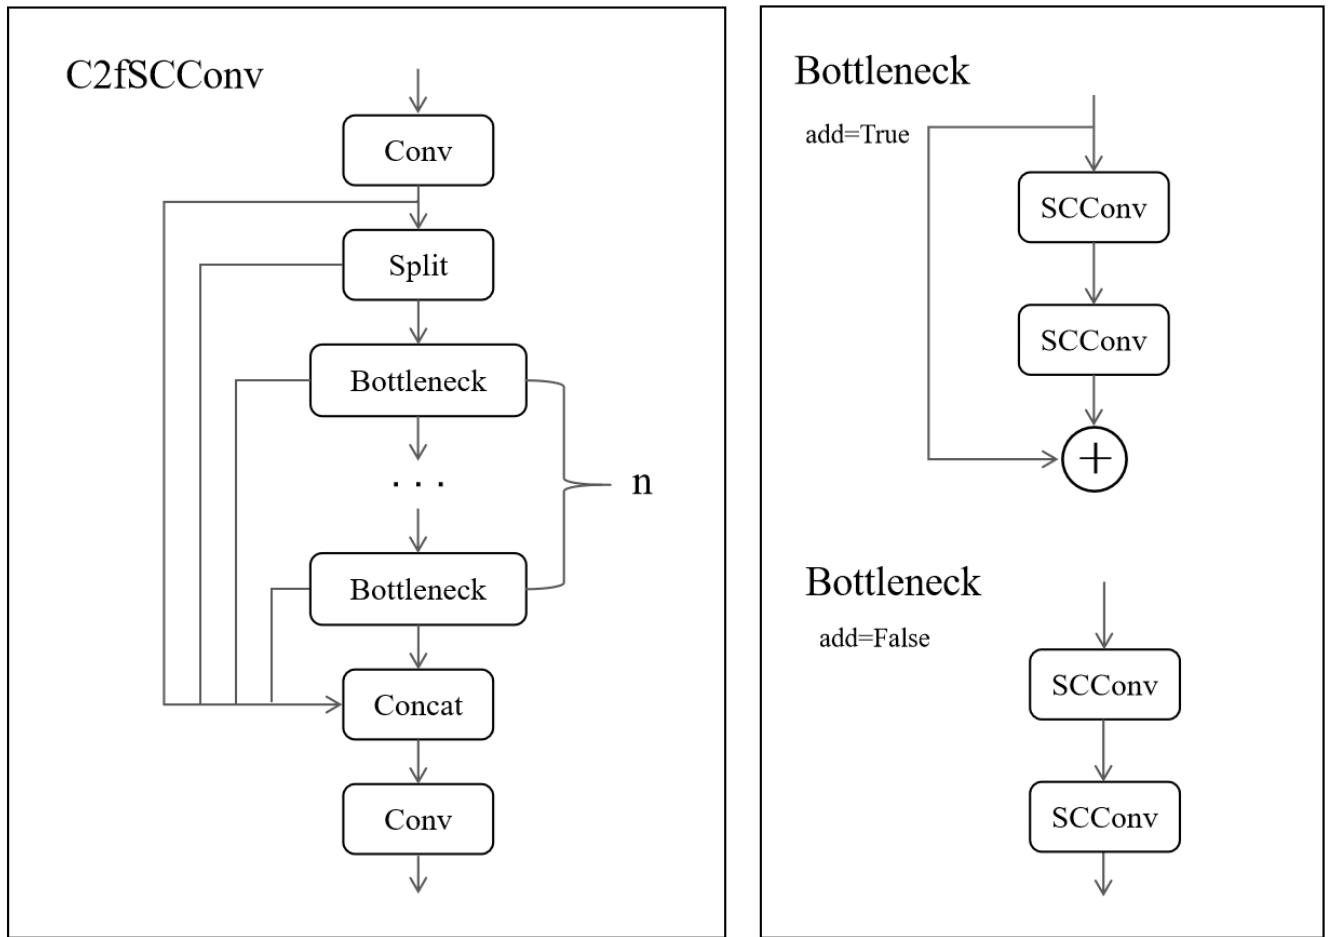 C2fSCConv
Conv
Split
Bottleneck
. . .
n
Bottleneck
Concat
Conv
Bottleneck
add=True
SCConv
SCConv
+
Bottleneck
add=False
SCConv
SCConv